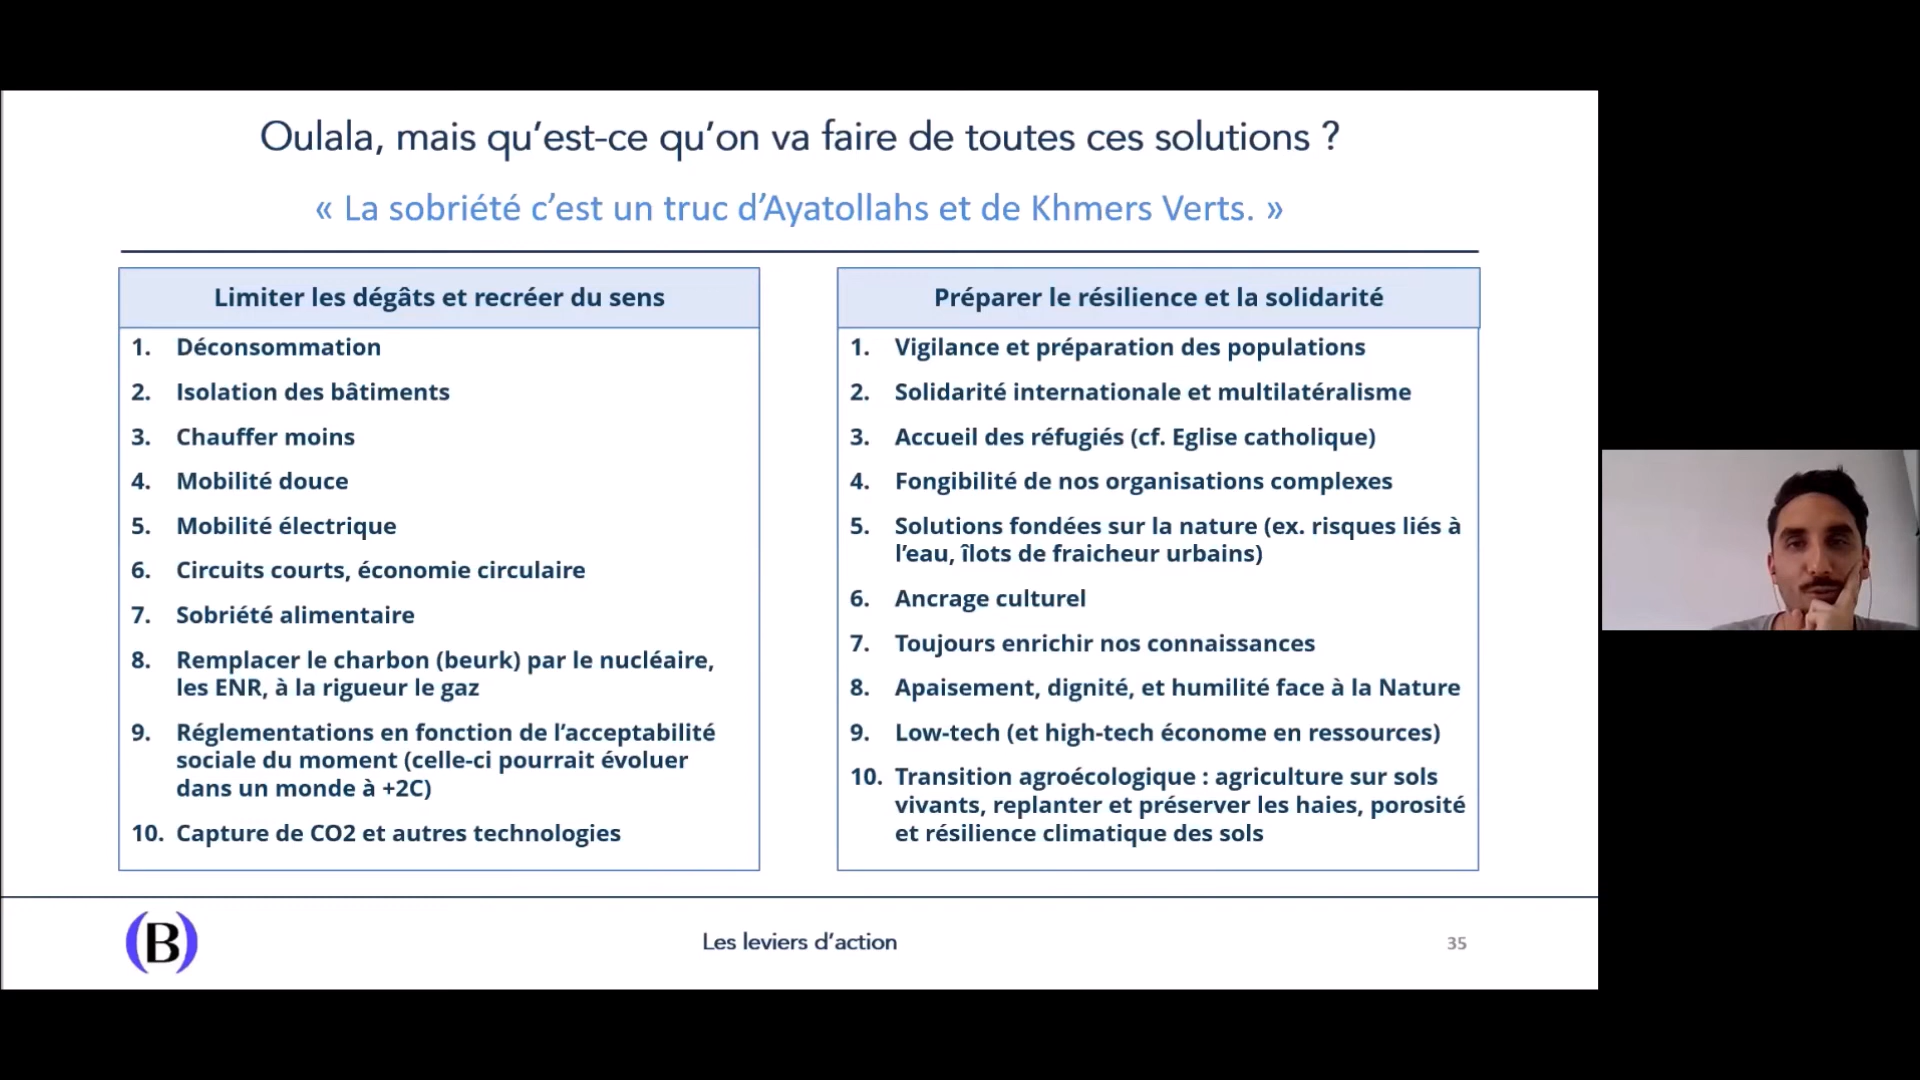 Oulala, mais qu’est-ce qu’on va faire de toutes ces solutions ?
« La sobriété c’est un truc d’Ayatollahs et de Khmers Verts. »
Limiter les dégâts et recréer du sens
1. Déconsommation
2. Isolation des bâtiments
3. Chauffer moins
4. Mobilité douce
5. Mobilité électrique
6. Circuits courts, économie circulaire
7. Sobriété alimentaire
8. Remplacer le charbon (beurk) par le nucléaire,
les ENR, à la rigueur le gaz
9. Réglementations en fonction de l’acceptabilité
sociale du moment (celle-ci pourrait évoluer
dans un monde à +2C)
10. Capture de CO2 et autres technologies
Préparer le résilience et la solidarité
1. Vigilance et préparation des populations
2. Solidarité internationale et multilatéralisme
3. Accueil des réfugiés (cf. Eglise catholique)
4. Fongibilité de nos organisations complexes
5. Solutions fondées sur la nature (ex. risques liés à
l’eau, îlots de fraicheur urbains)
6. Ancrage culturel
7. Toujours enrichir nos connaissances
8. Apaisement, dignité, et humilité face à la Nature
9. Low-tech (et high-tech économe en ressources)
10. Transition agroécologique : agriculture sur sols
vivants, replanter et préserver les haies, porosité
et résilience climatique des sols
(B)
Les leviers d’action
35